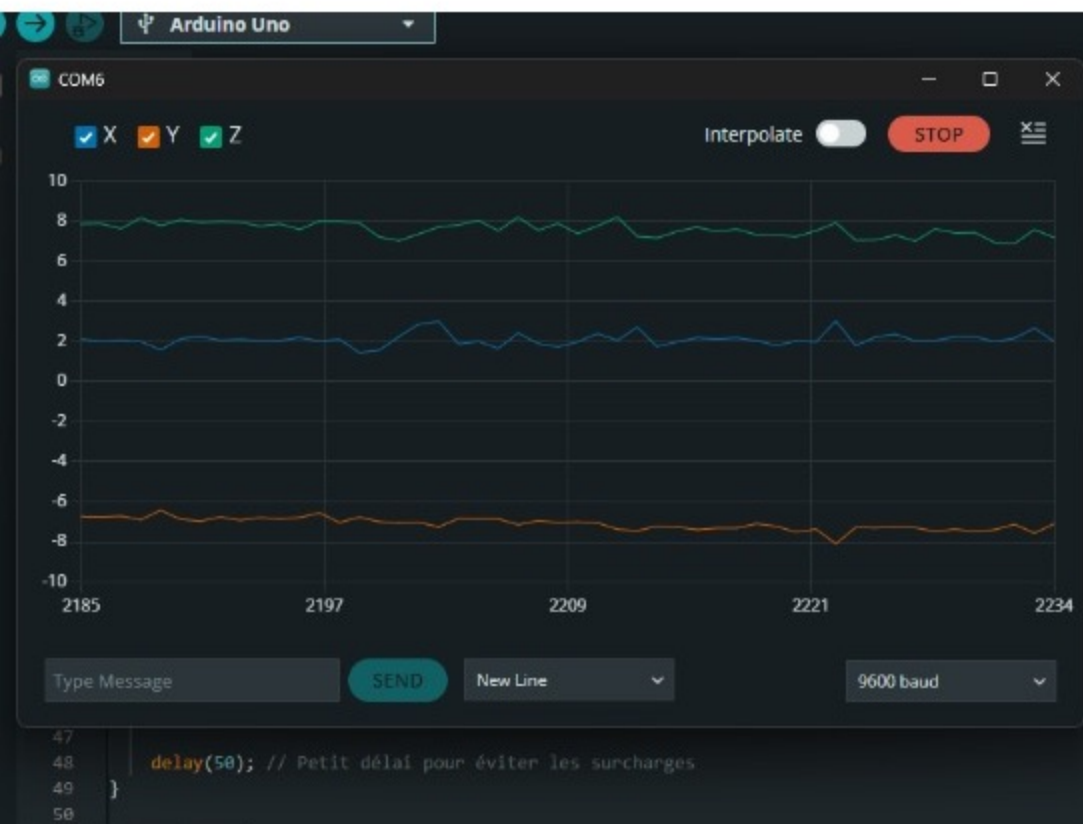 Arduino Uno
COM6
X Y Z
Interpolate STOP
10
8
6
4
2
0
-2
-4
-6
-8
-10
2185 2197 2209 2221 2234
Type Message SEND New Line 9600 baud
47
48 delay(50); // Petit délai pour éviter les surcharges
49 }
50